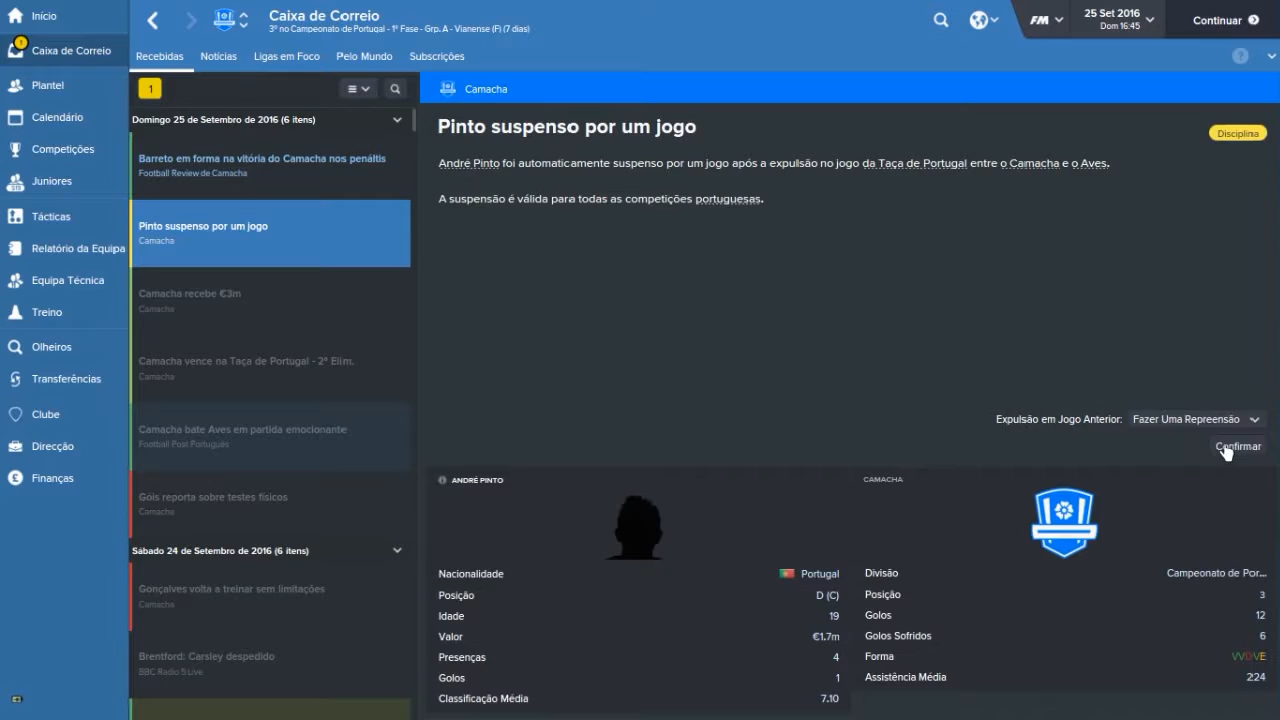 Início
Caixa de Correio
Plantel
Calendário
Competições
Juniores
Tácticas
Relatório da Equipa
Equipa Técnica
Treino
Olheiros
Transferências
Clube
Direcção
Finanças
Caixa de Correio
3º no Campeonato de Portugal - 1ª Fase - Grp. A - Vianense (F) (7 dias)
FM
25 Set 2016
Dom 16:45
Continuar
Recebidas Notícias Ligas em Foco Pelo Mundo Subscrições
1
Domingo 25 de Setembro de 2016 (6 itens)
Barreto em forma na vitória do Camacha nos penáltis
Football Review de Camacha
Pinto suspenso por um jogo
Camacha
Camacha recebe €3m
Camacha
Camacha vence na Taça de Portugal - 2ª Elim.
Camacha
Camacha bate Aves em partida emocionante
Football Post Português
Góis reporta sobre testes físicos
Camacha
Sábado 24 de Setembro de 2016 (6 itens)
Gonçalves volta a treinar sem limitações
Camacha
Brentford: Carsley despedido
BBC Radio 5 Live
Camacha
Pinto suspenso por um jogo
Disciplina
André Pinto foi automaticamente suspenso por um jogo após a expulsão no jogo da Taça de Portugal entre o Camacha e o Aves.
A suspensão é válida para todas as competições portuguesas.
Expulsão em Jogo Anterior: Fazer Uma Repreensão
Confirmar
ANDRÉ PINTO
Nacionalidade Portugal
Posição D (C)
Idade 19
Valor €1.7m
Presenças 4
Golos 1
Classificação Média 7.10
CAMACHA
Divisão Campeonato de Por...
Posição 3
Golos 12
Golos Sofridos 6
Forma VVDVE
Assistência Média 224